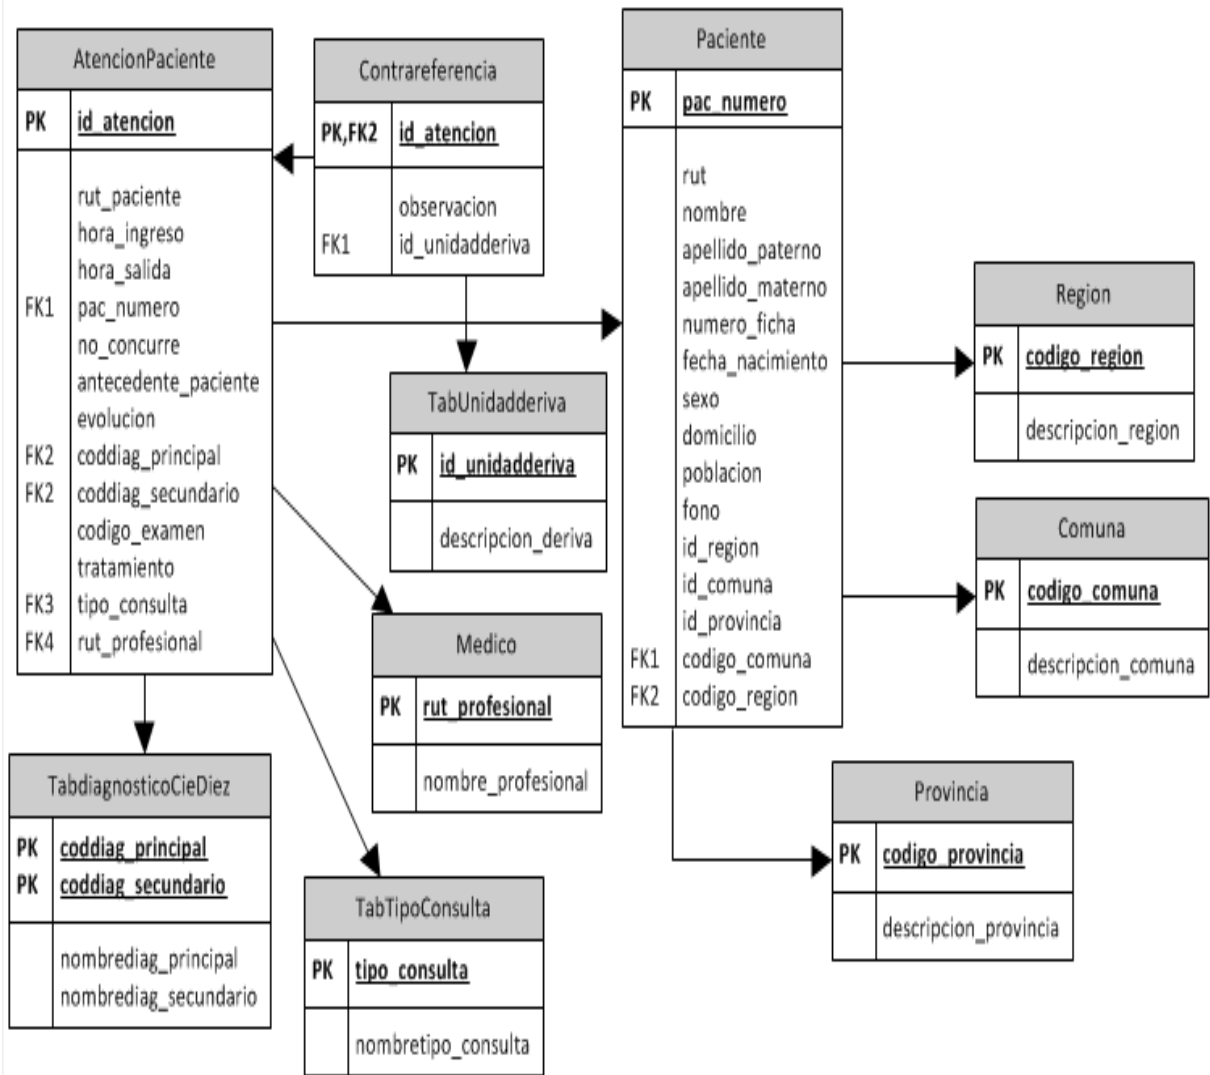 AtencionPaciente
PK id_atencion
rut_paciente
hora_ingreso
hora_salida
FK1 pac_numero
no_concurre
antecedente_paciente
evolucion
FK2 coddiag_principal
FK2 coddiag_secundario
codigo_examen
tratamiento
FK3 tipo_consulta
FK4 rut_profesional
Contrareferencia
PK,FK2 id_atencion
observacion
FK1 id_unidadderiva
Paciente
PK pac_numero
rut
nombre
apellido_paterno
apellido_materno
numero_ficha
fecha_nacimiento
sexo
domicilio
poblacion
fono
id_region
id_comuna
id_provincia
FK1 codigo_comuna
FK2 codigo_region
Region
PK codigo_region
descripcion_region
TabUnidadderiva
PK id_unidadderiva
descripcion_deriva
Comuna
PK codigo_comuna
descripcion_comuna
Medico
PK rut_profesional
nombre_profesional
TabdiagnosticoCieDiez
PK coddiag_principal
PK coddiag_secundario
nombrediag_principal
nombrediag_secundario
TabTipoConsulta
PK tipo_consulta
nombretipo_consulta
Provincia
PK codigo_provincia
descripcion_provincia